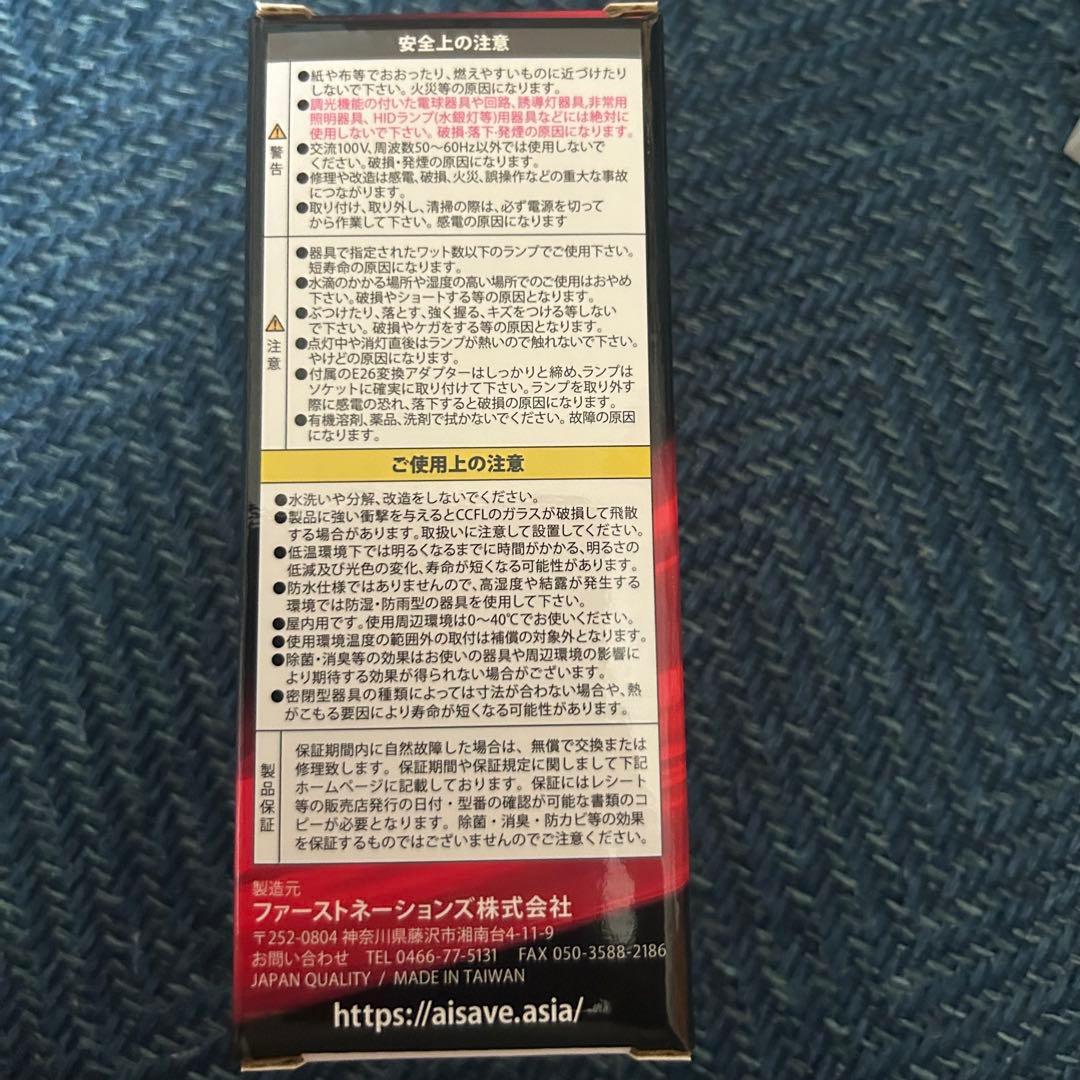 安全上の注意
警告
●紙や布等でおおったり、燃えやすいものに近づけたり
しないで下さい。火災等の原因になります。
●調光機能の付いた電球器具や回路、誘導灯器具,非常用
照明器具、HIDランプ(水銀灯等)用器具などには絶対に
使用しないで下さい。破損・落下・発煙の原因になります。
●交流100V、周波数50～60Hz以外では使用しないで
ください。破損・発煙の原因になります。
●修理や改造は感電、破損、火災、誤操作などの重大な事故
につながります。
●取り付け、取り外し、清掃の際は、必ず電源を切って
から作業して下さい。感電の原因になります
注意
●器具で指定されたワット数以下のランプでご使用下さい。
短寿命の原因になります。
●水滴のかかる場所や湿度の高い場所でのご使用はおやめ
下さい。破損やショートする等の原因となります。
●ぶつけたり、落とす、強く握る、キズをつける等しない
で下さい。破損やケガをする等の原因となります。
●点灯中や消灯直後はランプが熱いので触れないで下さい。
やけどの原因になります。
●付属のE26変換アダプターはしっかりと締め、ランプは
ソケットに確実に取り付けて下さい。ランプを取り外す
際に感電の恐れ、落下すると破損の原因になります。
●有機溶剤、薬品、洗剤で拭かないでください。故障の原因
になります。
ご使用上の注意
●水洗いや分解、改造をしないでください。
●製品に強い衝撃を与えるとCCFLのガラスが破損して飛散
する場合があります。取扱いに注意して設置してください。
●低温環境下では明るくなるまでに時間がかかる、明るさの
低減及び光色の変化、寿命が短くなる可能性があります。
●防水仕様ではありませんので、高湿度や結露が発生する
環境では防湿・防雨型の器具を使用して下さい。
●屋内用です。使用周辺環境は0～40℃でお使いください。
●使用環境温度の範囲外の取付は補償の対象外となります。
●除菌・消臭等の効果はお使いの器具や周辺環境の影響に
より期待する効果が得られない場合がございます。
●密閉型器具の種類によっては寸法が合わない場合や、熱
がこもる要因により寿命が短くなる可能性があります。
製品保証
保証期間内に自然故障した場合は、無償で交換または
修理致します。保証期間や保証規定に関しまして下記
ホームページに記載しております。保証にはレシート
等の販売店発行の日付・型番の確認が可能な書類のコ
ピーが必要となります。除菌・消臭・防カビ等の効果
を保証するものではございませんのでご注意ください。
製造元
ファーストネーションズ株式会社
〒252-0804 神奈川県藤沢市湘南台4-11-9
お問い合わせ TEL 0466-77-5131 FAX 050-3588-2186
JAPAN QUALITY / MADE IN TAIWAN
https://aisave.asia/